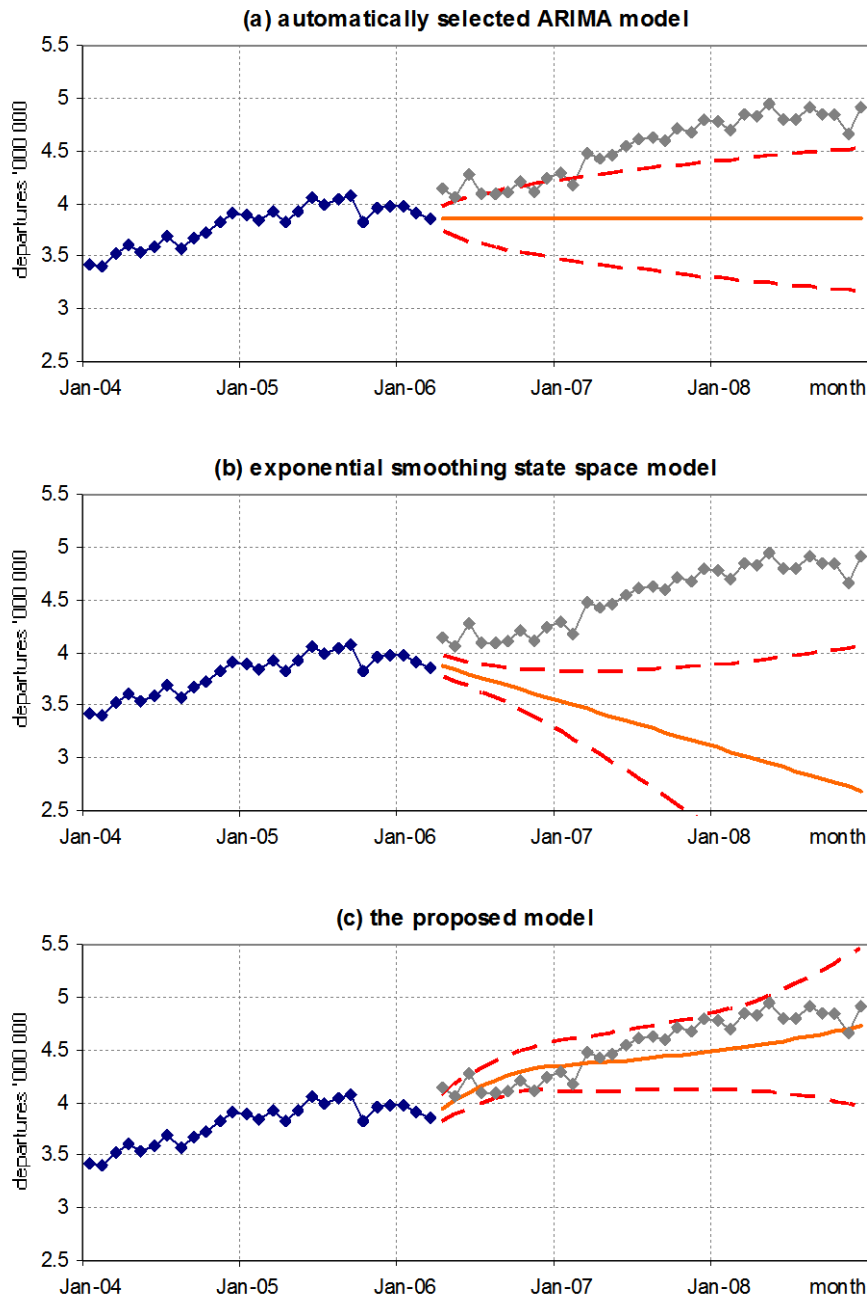 (a) automatically selected ARIMA model
5.5
5
4.5
4
3.5
3
2.5
departures '000 000
Jan-04 Jan-05 Jan-06 Jan-07 Jan-08 month
(b) exponential smoothing state space model
5.5
5
4.5
4
3.5
3
2.5
departures '000 000
Jan-04 Jan-05 Jan-06 Jan-07 Jan-08 month
(c) the proposed model
5.5
5
4.5
4
3.5
3
2.5
departures '000 000
Jan-04 Jan-05 Jan-06 Jan-07 Jan-08 month